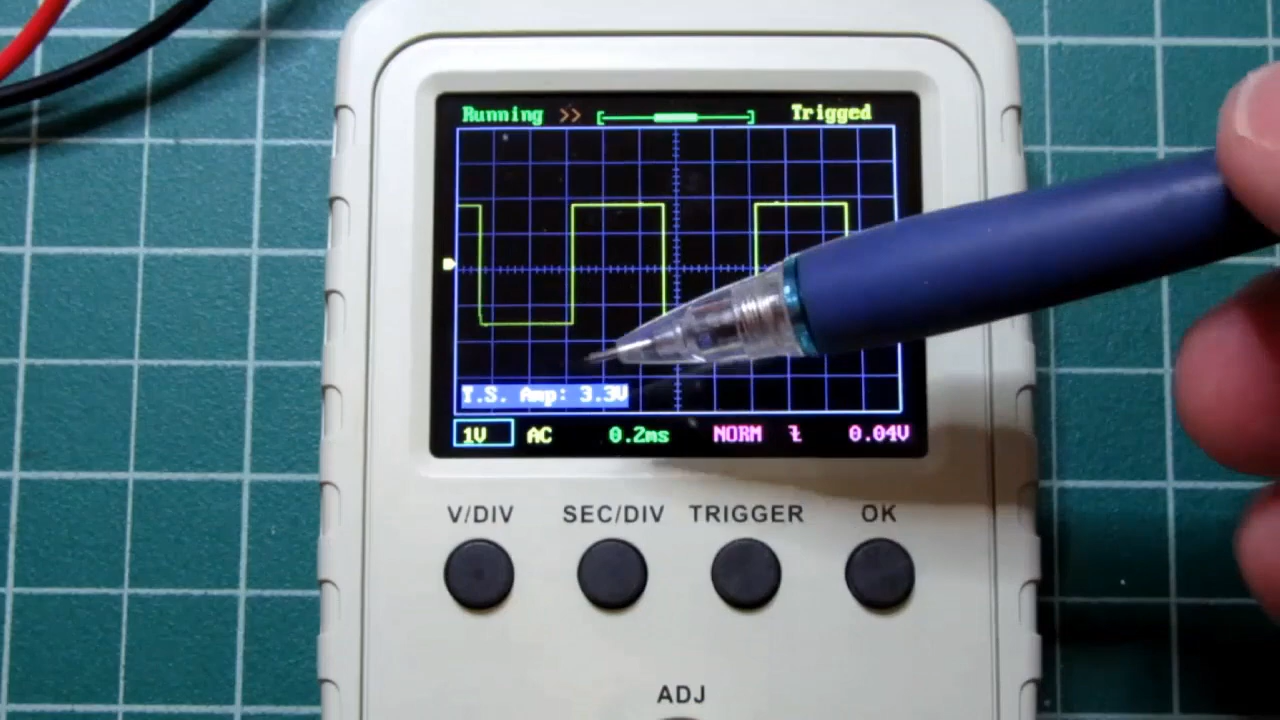 Running >> Trigged
T.S. Amp: 3.3V
1V AC 0.2ms NORM 0.04V
V/DIV SEC/DIV TRIGGER OK
ADJ